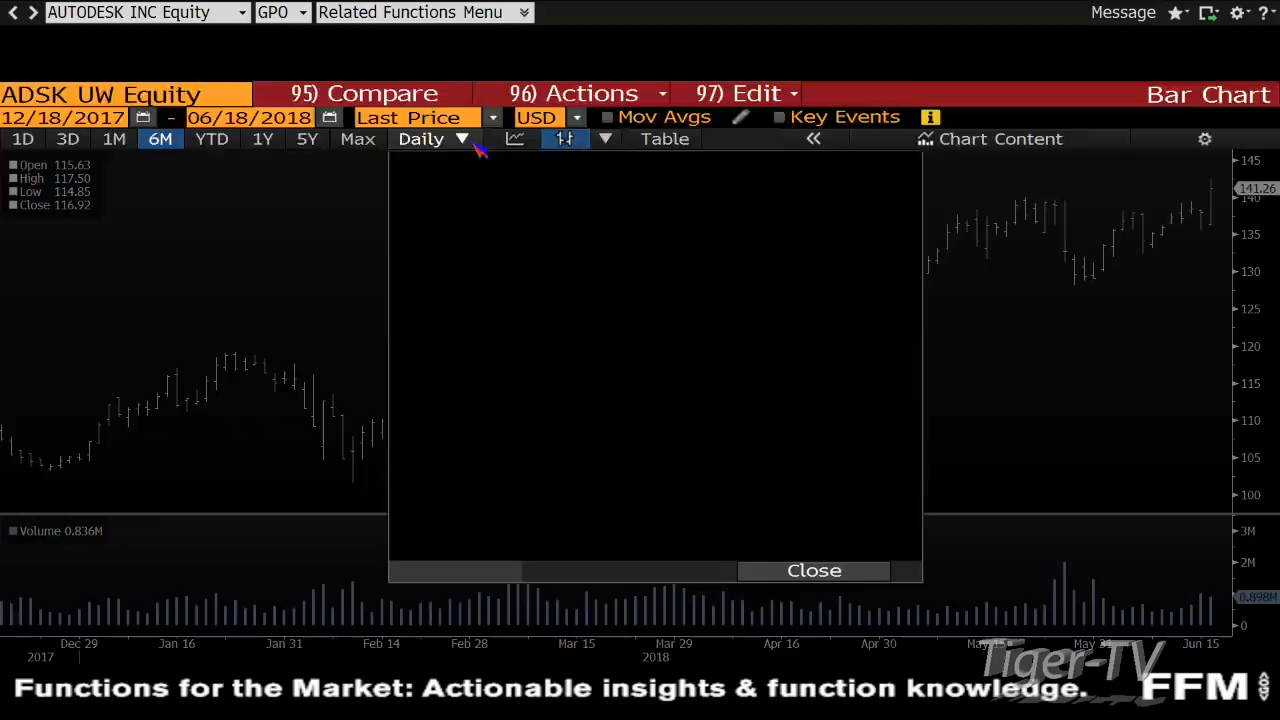 AUTODESK INC Equity GPO Related Functions Menu Message
ADSK UW Equity 95) Compare 96) Actions 97) Edit Bar Chart
12/18/2017 - 06/18/2018 Last Price USD Mov Avgs Key Events
1D 3D 1M 6M YTD 1Y 5Y Max Daily Table « Chart Content
Open 115.63
High 117.50
Low 114.85
Close 116.92
145
141.26
140
135
130
125
120
115
110
105
100
Volume 0.836M
3M
2M
Close
0.898M
0
Dec 29 Jan 16 Jan 31 Feb 14 Feb 28 Mar 15 Mar 29 Apr 16 Apr 30 May 15 May 31 Jun 15
2017 2018
Tiger-TV
Functions for the Market: Actionable insights & function knowledge. FFM